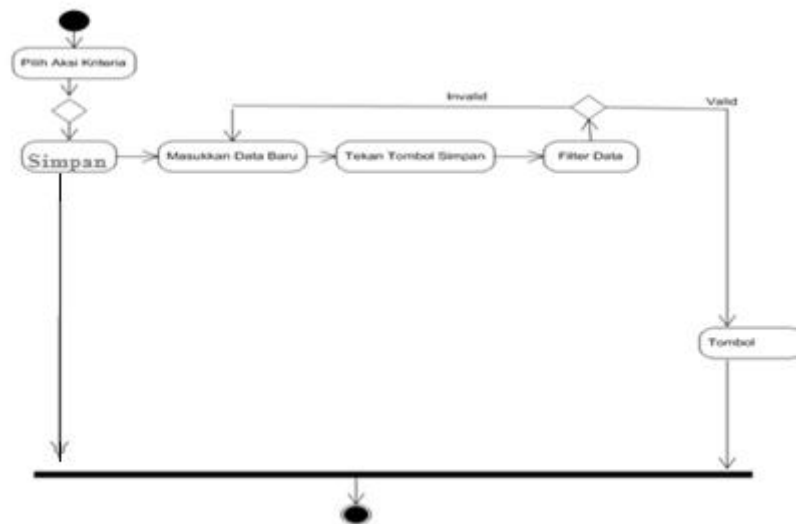 Pilih Aksi Kriteria
Invalid
Valid
Simpan
Masukkan Data Baru
Tekan Tombol Simpan
Filter Data
Tombol